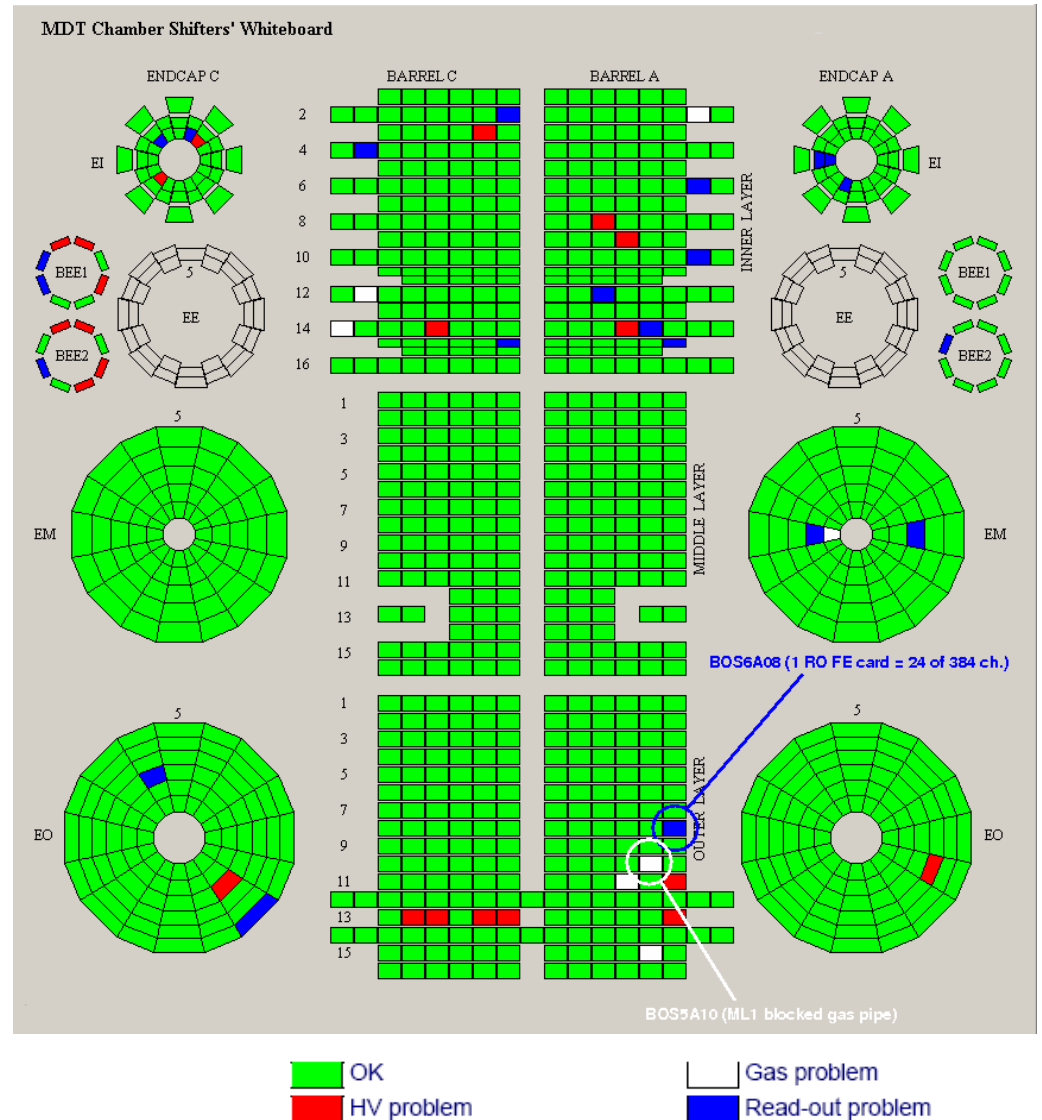 MDT Chamber Shifters' Whiteboard
ENDCAP C
BARREL C
BARREL A
ENDCAP A
2
4
6
8
10
12
14
16
EI
EI
INNER LAYER
BEE1
BEE2
5
EE
5
EE
BEE1
BEE2
1
3
5
7
9
11
13
15
5
EM
MIDDLE LAYER
5
EM
BOS6A08 (1 RO FE card = 24 of 384 ch.)
1
3
5
7
9
11
13
15
5
EO
OUTER LAYER
5
EO
BOS5A10 (ML1 blocked gas pipe)
OK
Gas problem
HV problem
Read-out problem